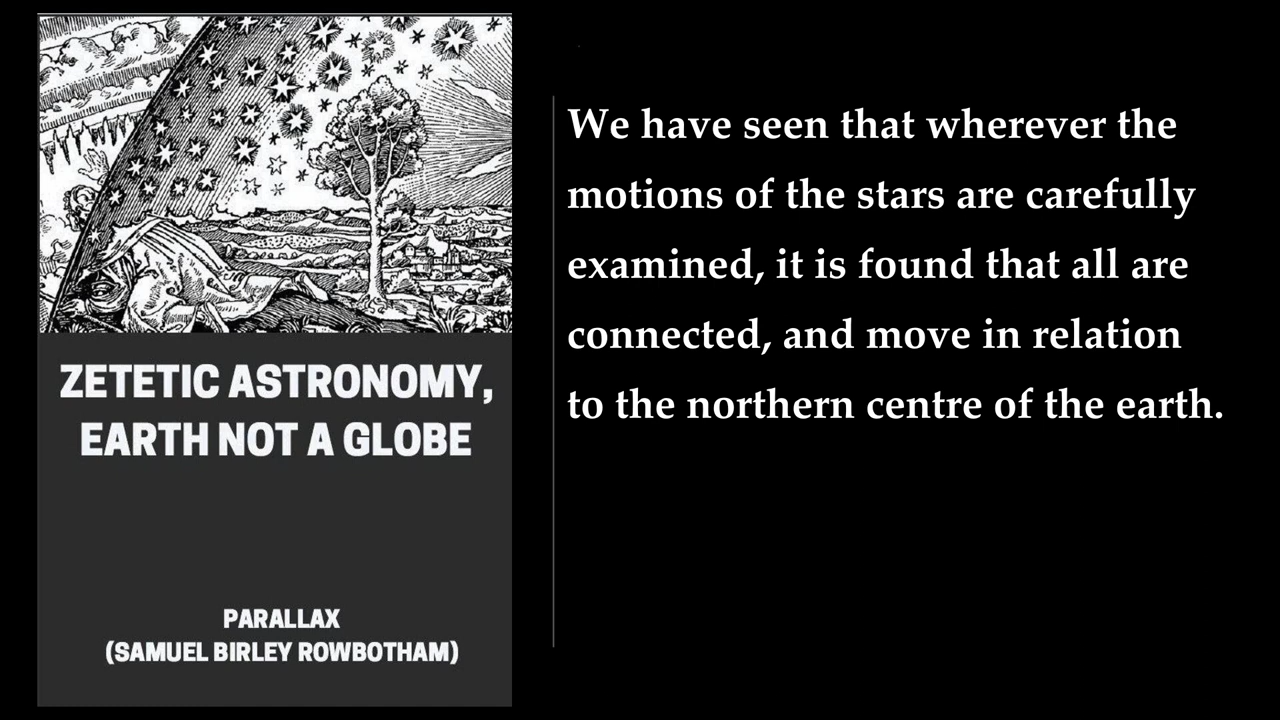 ZETETIC ASTRONOMY,
EARTH NOT A GLOBE
PARALLAX
(SAMUEL BIRLEY ROWBOTHAM)
We have seen that wherever the
motions of the stars are carefully
examined, it is found that all are
connected, and move in relation
to the northern centre of the earth.